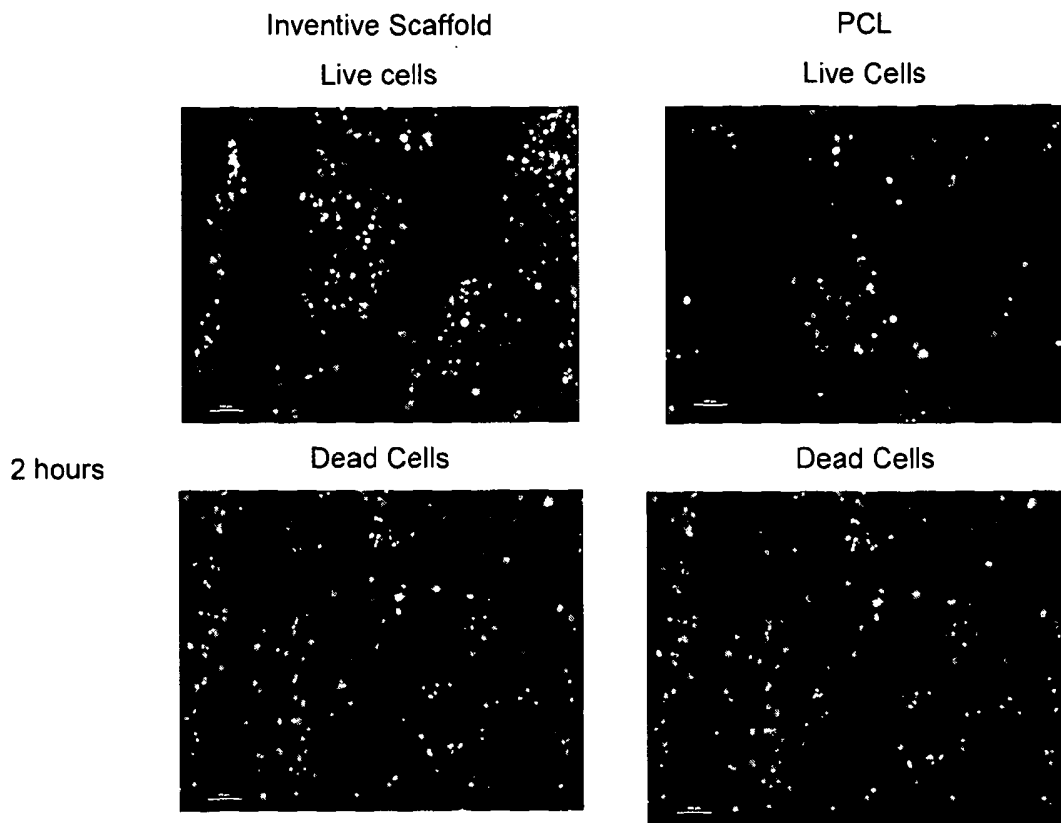 Inventive Scaffold
PCL
Live cells
Live Cells
2 hours
Dead Cells
Dead Cells